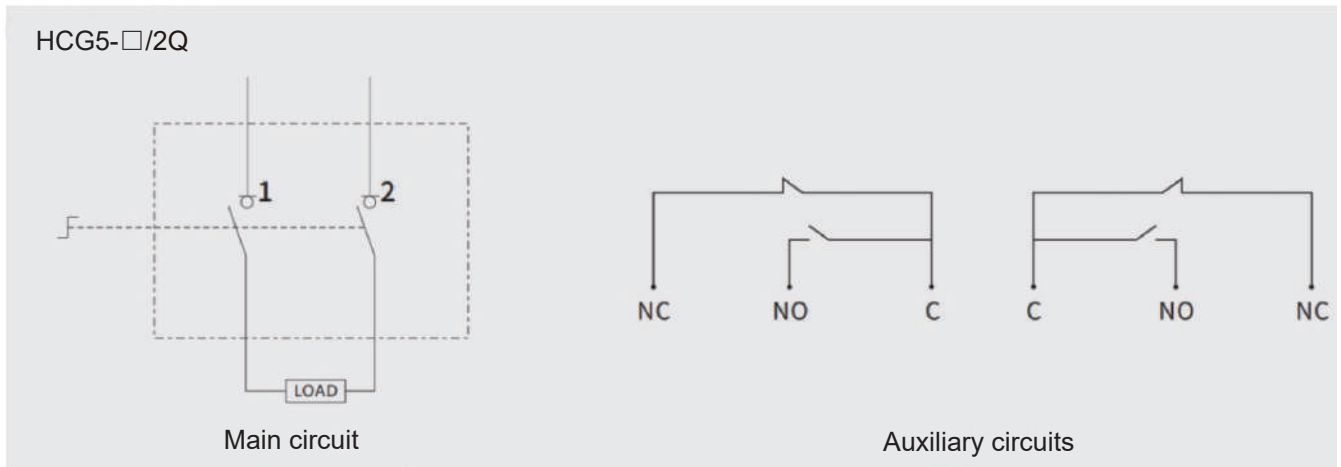 HCG5-□/2Q
1 2
LOAD
NC NO C C NO NC
Main circuit
Auxiliary circuits